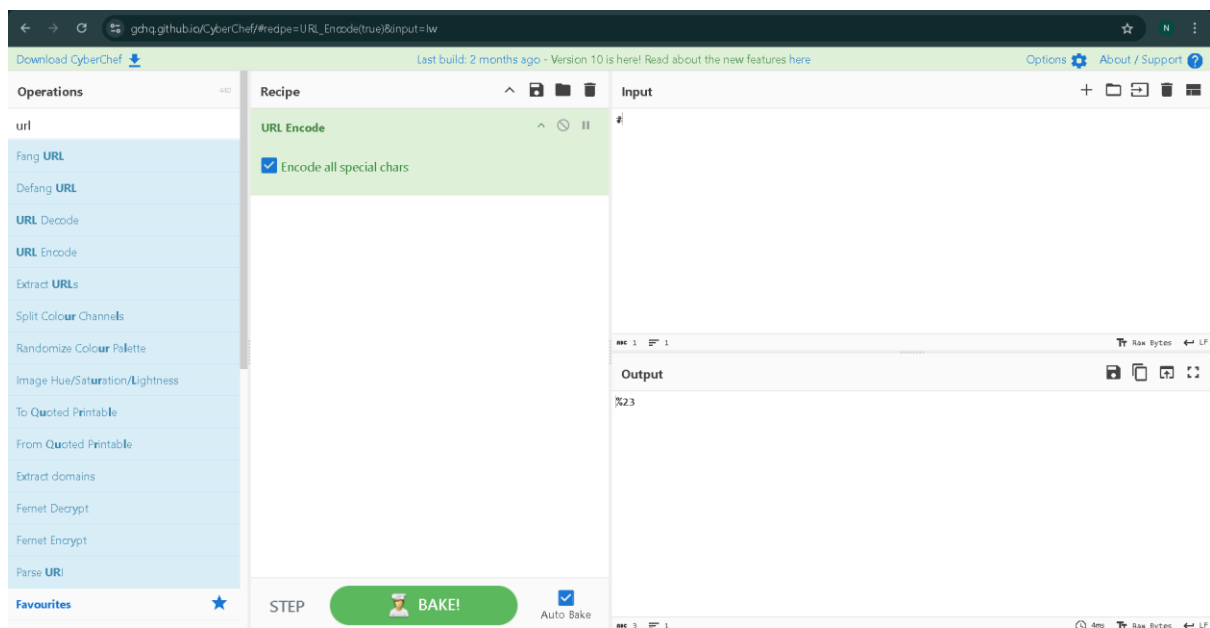 gchq.github.io/CyberChef/#recipe=URL_Encode(true)&input=Iw
N
Download CyberChef
Last build: 2 months ago - Version 10 is here! Read about the new features here
Options
About / Support
Operations
440
Recipe
Input
url
Fang URL
Defang URL
URL Decode
URL Encode
Extract URLs
Split Colour Channels
Randomize Colour Palette
Image Hue/Saturation/Lightness
To Quoted Printable
From Quoted Printable
Extract domains
Fernet Decrypt
Fernet Encrypt
Parse URI
Favourites
URL Encode
Encode all special chars
STEP
BAKE!
Auto Bake
#
ABC 1
1
Raw Bytes
LF
Output
%23
ABC 3
1
4ms
Raw Bytes
LF